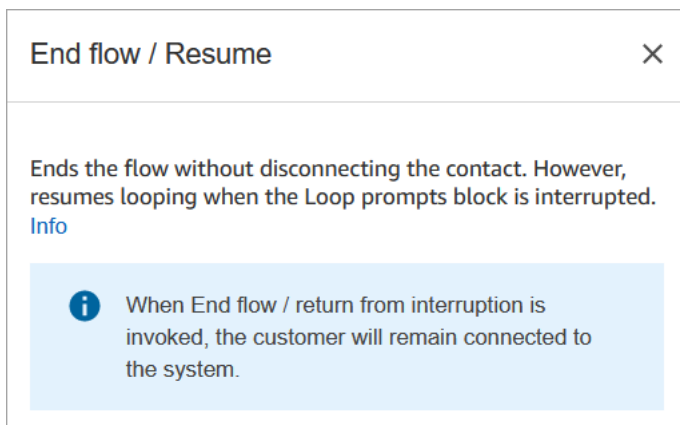 End flow / Resume
Ends the flow without disconnecting the contact. However,
resumes looping when the Loop prompts block is interrupted.
Info
When End flow / return from interruption is
invoked, the customer will remain connected to
the system.